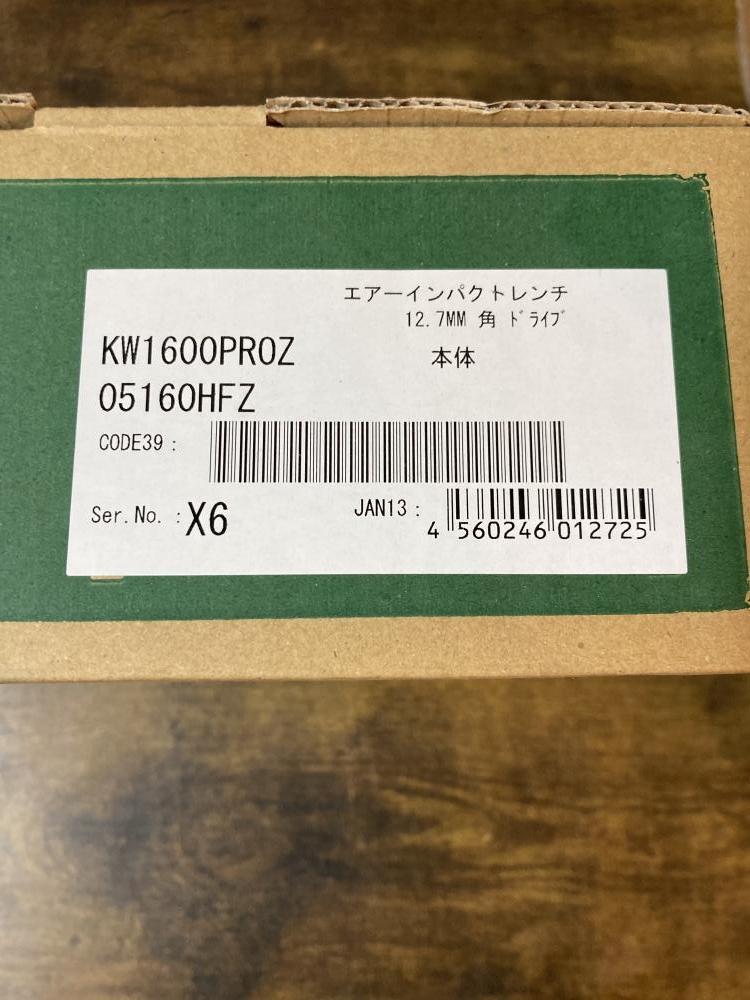 エアーインパクトレンチ
12.7MM 角 ドライブ
KW1600PROZ
本体
05160HFZ
CODE39 :
Ser.No. : X6
JAN13 :
4 560246 012725